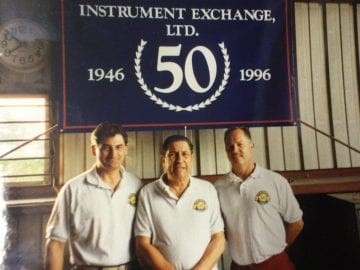 INSTRUMENT EXCHANGE,
LTD.
1946 50 1996